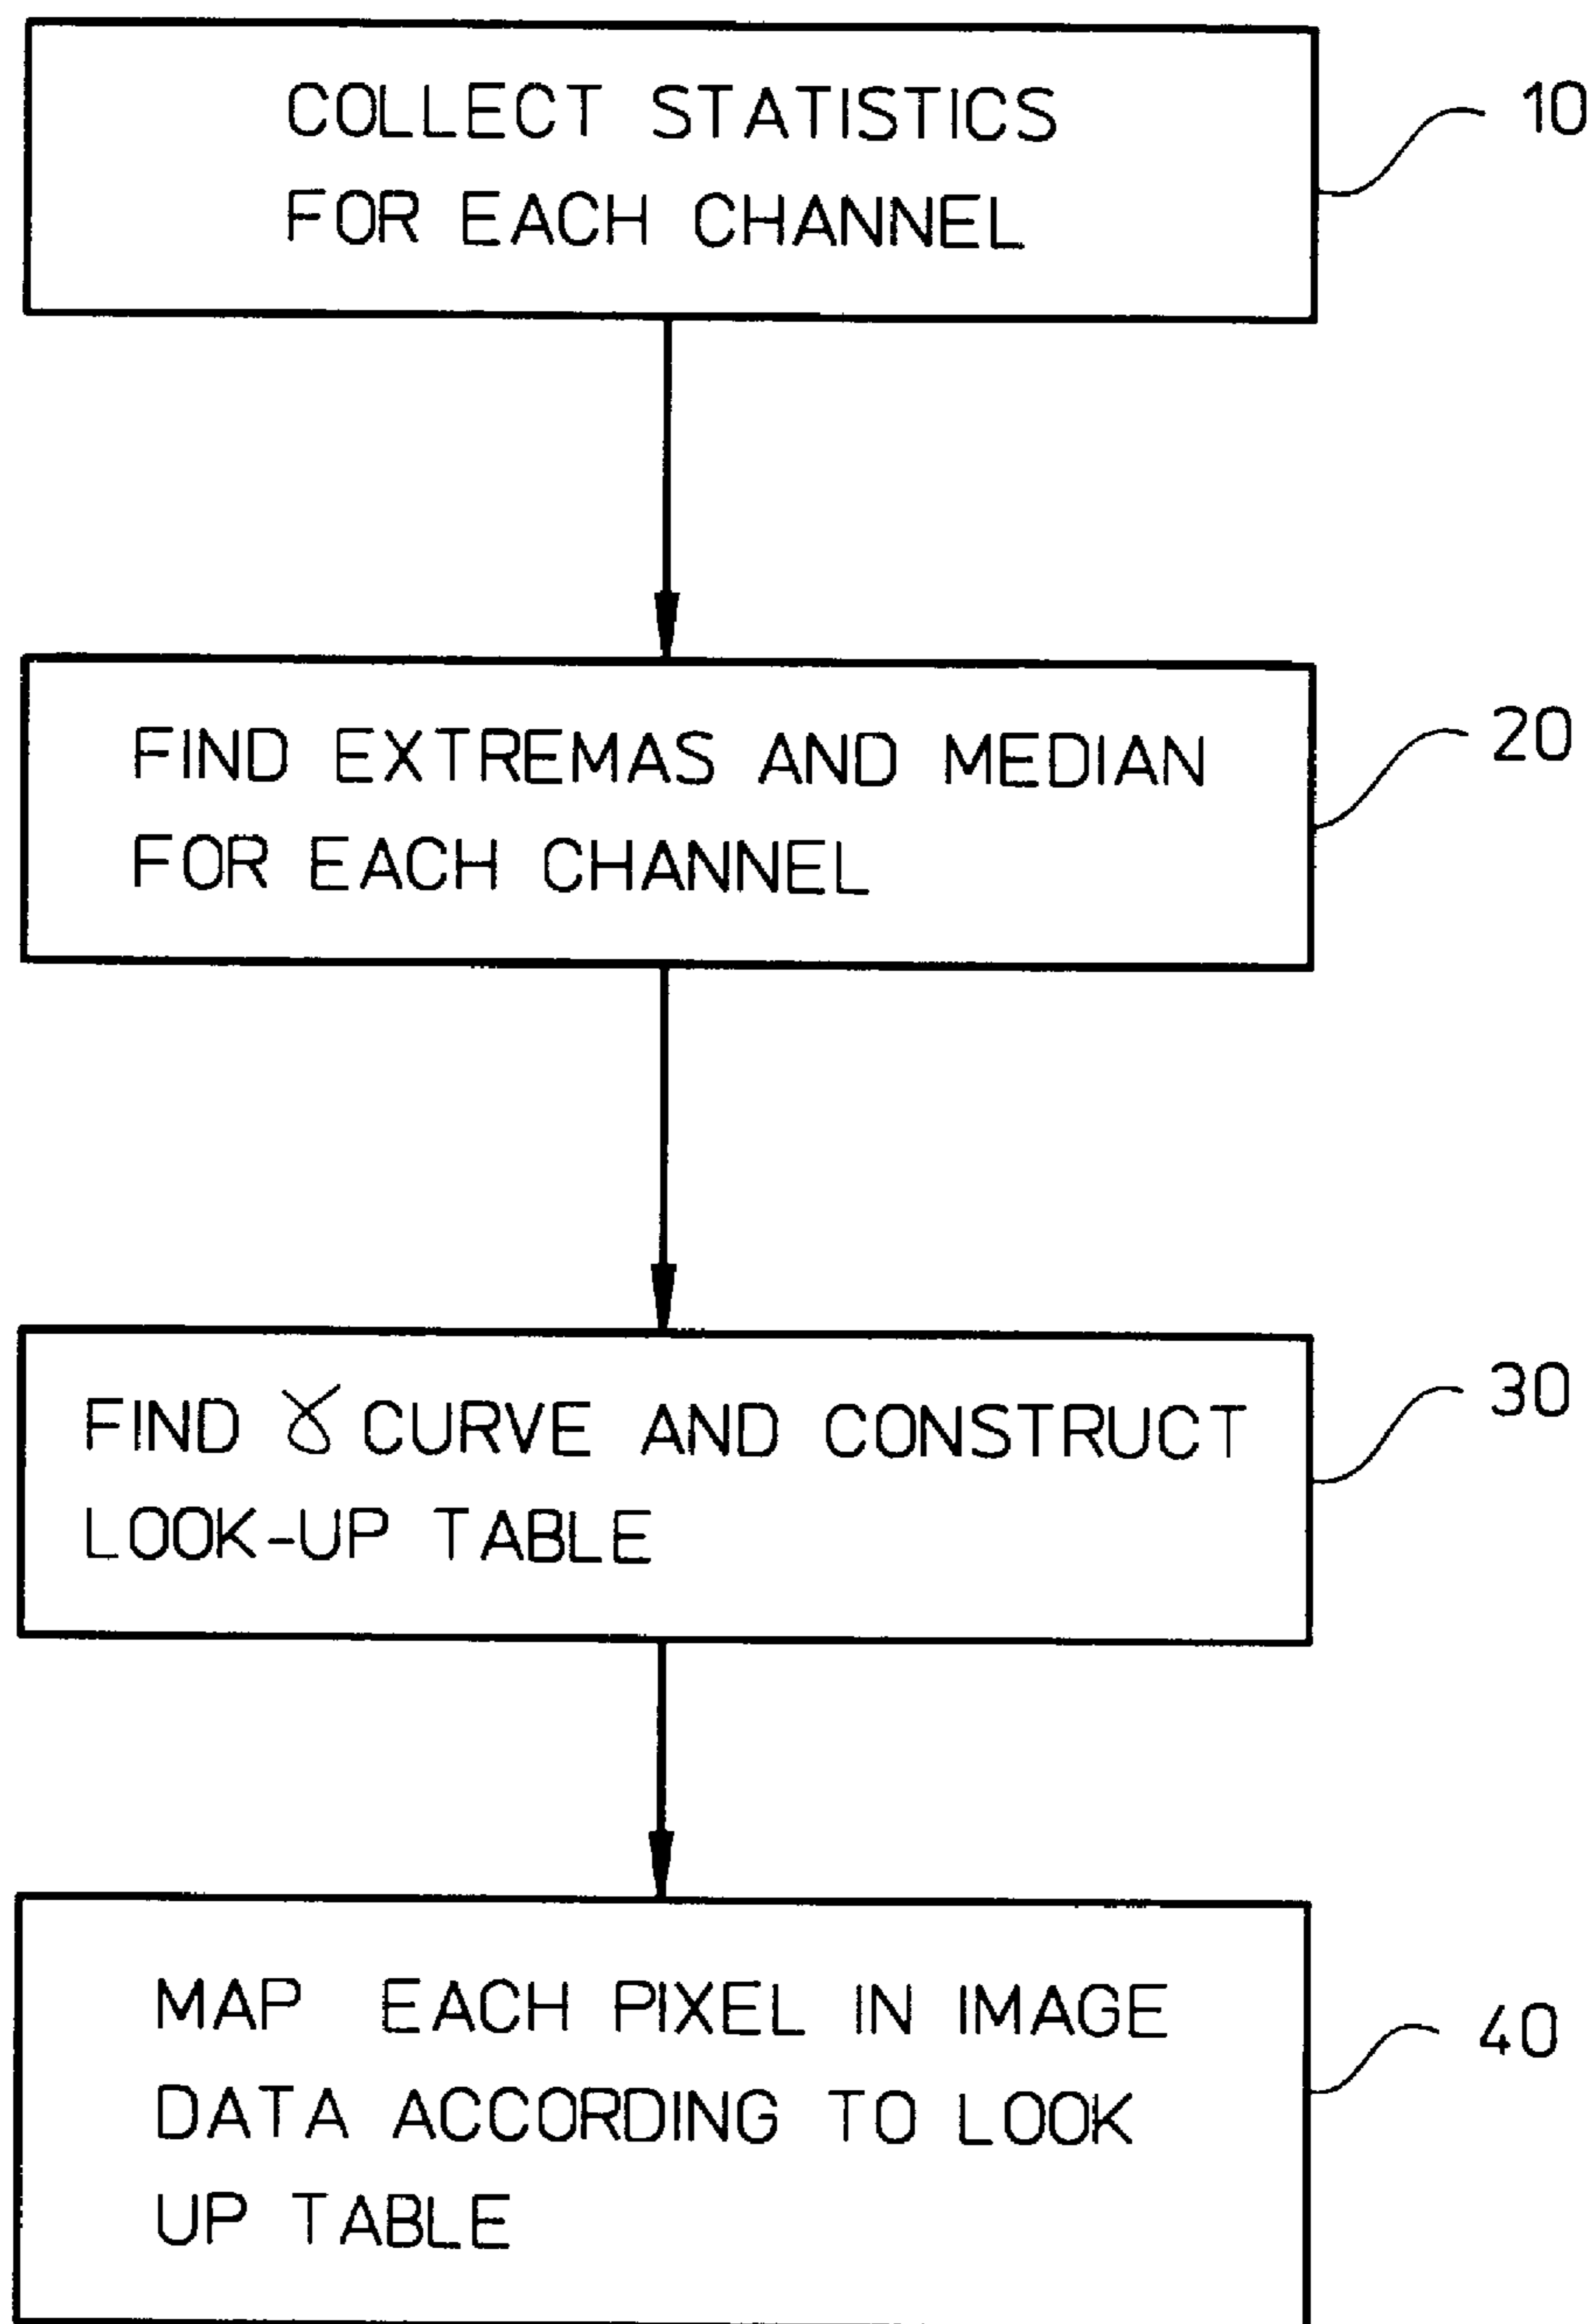 COLLECT STATISTICS
FOR EACH CHANNEL
10
FIND EXTREMAS AND MEDIAN
FOR EACH CHANNEL
20
FIND γ CURVE AND CONSTRUCT
LOOK-UP TABLE
30
MAP EACH PIXEL IN IMAGE
DATA ACCORDING TO LOOK
UP TABLE
40